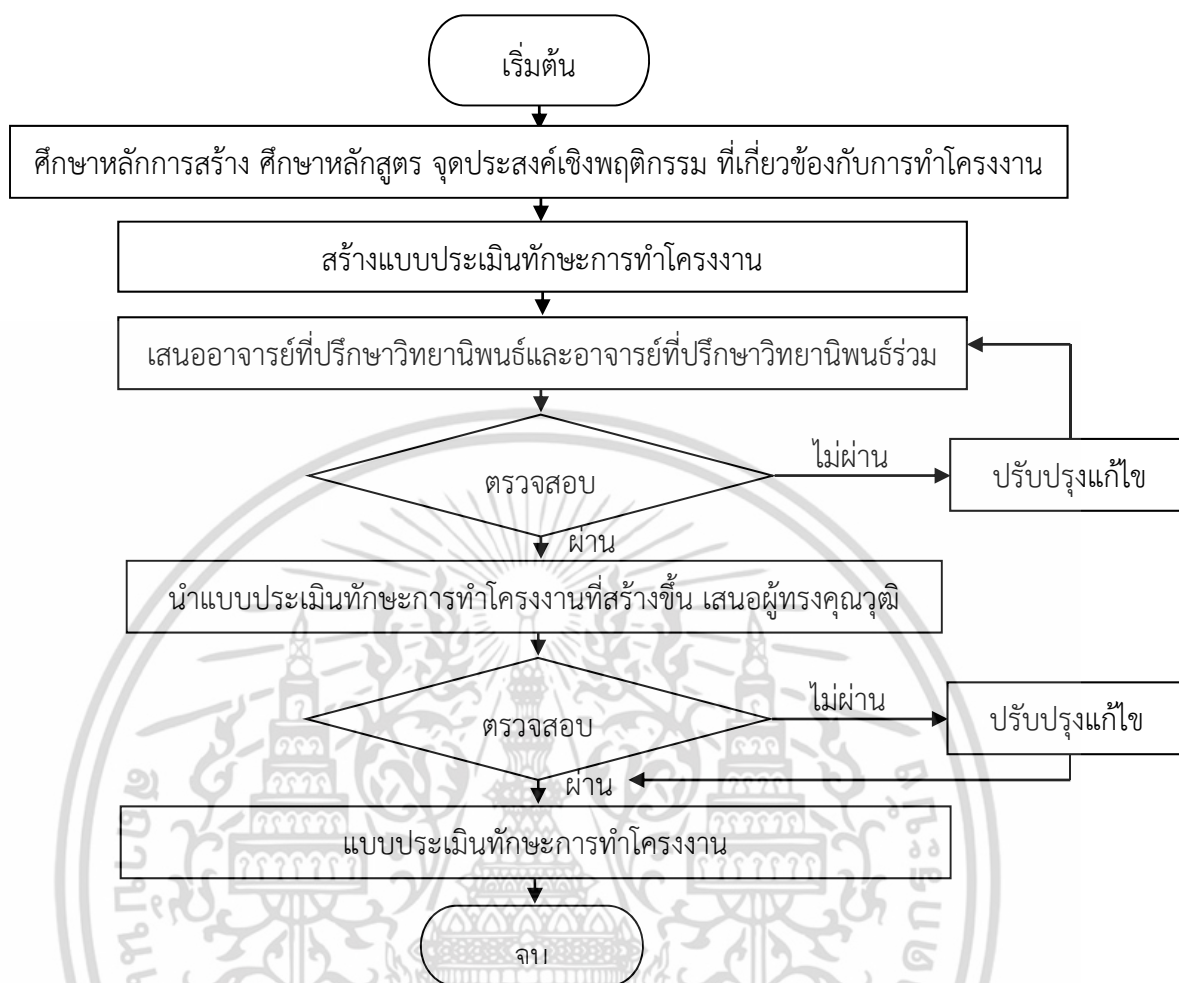 เริ่มต้น
ศึกษาหลักการสร้าง ศึกษาหลักสูตร จุดประสงค์เชิงพฤติกรรม ที่เกี่ยวข้องกับการทำโครงงาน
สร้างแบบประเมินทักษะการทำโครงงาน
เสนออาจารย์ที่ปรึกษาวิทยานิพนธ์และอาจารย์ที่ปรึกษาวิทยานิพนธ์ร่วม
ตรวจสอบ
ไม่ผ่าน
ปรับปรุงแก้ไข
ผ่าน
นำแบบประเมินทักษะการทำโครงงานที่สร้างขึ้น เสนอผู้ทรงคุณวุฒิ
ตรวจสอบ
ไม่ผ่าน
ปรับปรุงแก้ไข
ผ่าน
แบบประเมินทักษะการทำโครงงาน
จบ